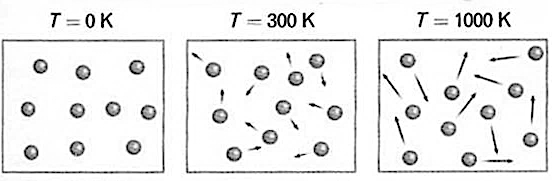 T = 0 K
T = 300 K
T = 1000 K